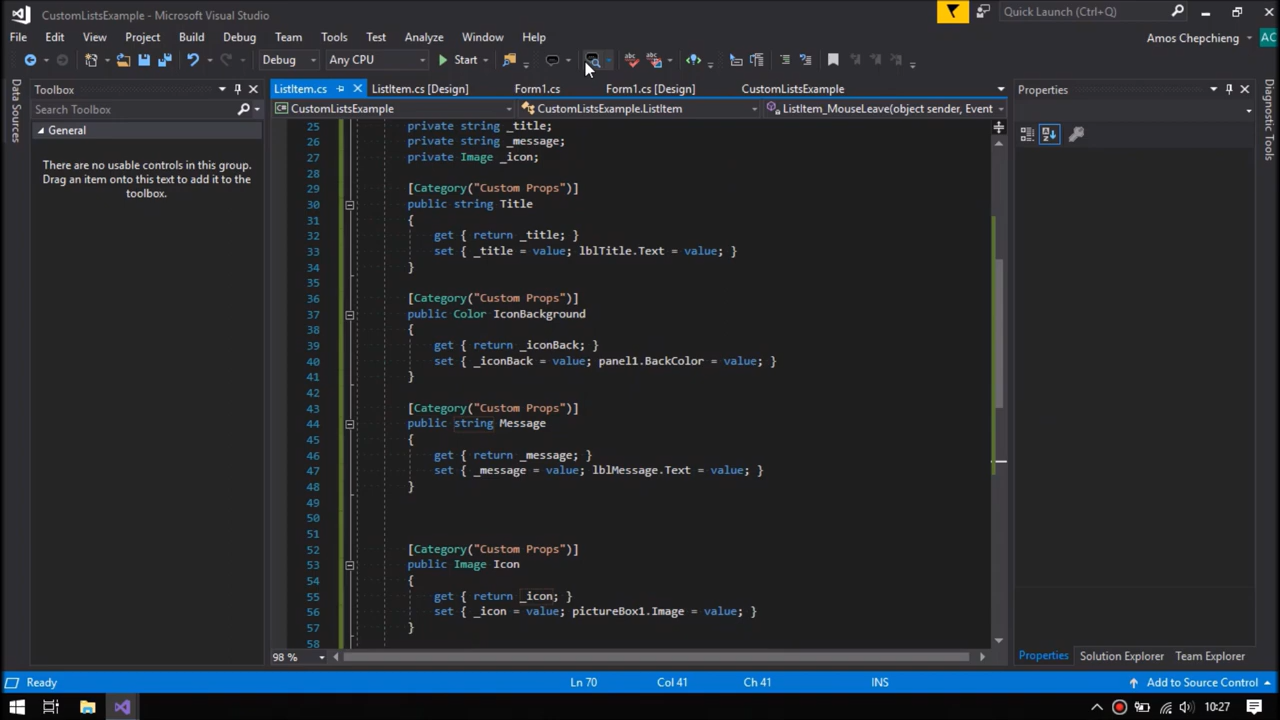 CustomListsExample - Microsoft Visual Studio
Quick Launch (Ctrl+Q)
File Edit View Project Build Debug Team Tools Test Analyze Window Help
Amos Chepchieng
AC
Debug Any CPU Start
Data Sources
Toolbox
Search Toolbox
General
There are no usable controls in this group. Drag an item onto this text to add it to the toolbox.
ListItem.cs ListItem.cs [Design] Form1.cs Form1.cs [Design] CustomListsExample
CustomListsExample CustomListsExample.ListItem ListItem_MouseLeave(object sender, Event
25 private string _title;
26 private string _message;
27 private Image _icon;
28
29 [Category("Custom Props")]
30 public string Title
31 {
32 get { return _title; }
33 set { _title = value; lblTitle.Text = value; }
34 }
35
36 [Category("Custom Props")]
37 public Color IconBackground
38 {
39 get { return _iconBack; }
40 set { _iconBack = value; panel1.BackColor = value; }
41 }
42
43 [Category("Custom Props")]
44 public string Message
45 {
46 get { return _message; }
47 set { _message = value; lblMessage.Text = value; }
48 }
49
50
51
52 [Category("Custom Props")]
53 public Image Icon
54 {
55 get { return _icon; }
56 set { _icon = value; pictureBox1.Image = value; }
57 }
58
98 %
Properties
Diagnostic Tools
Properties Solution Explorer Team Explorer
Ready Ln 70 Col 41 Ch 41 INS Add to Source Control
10:27